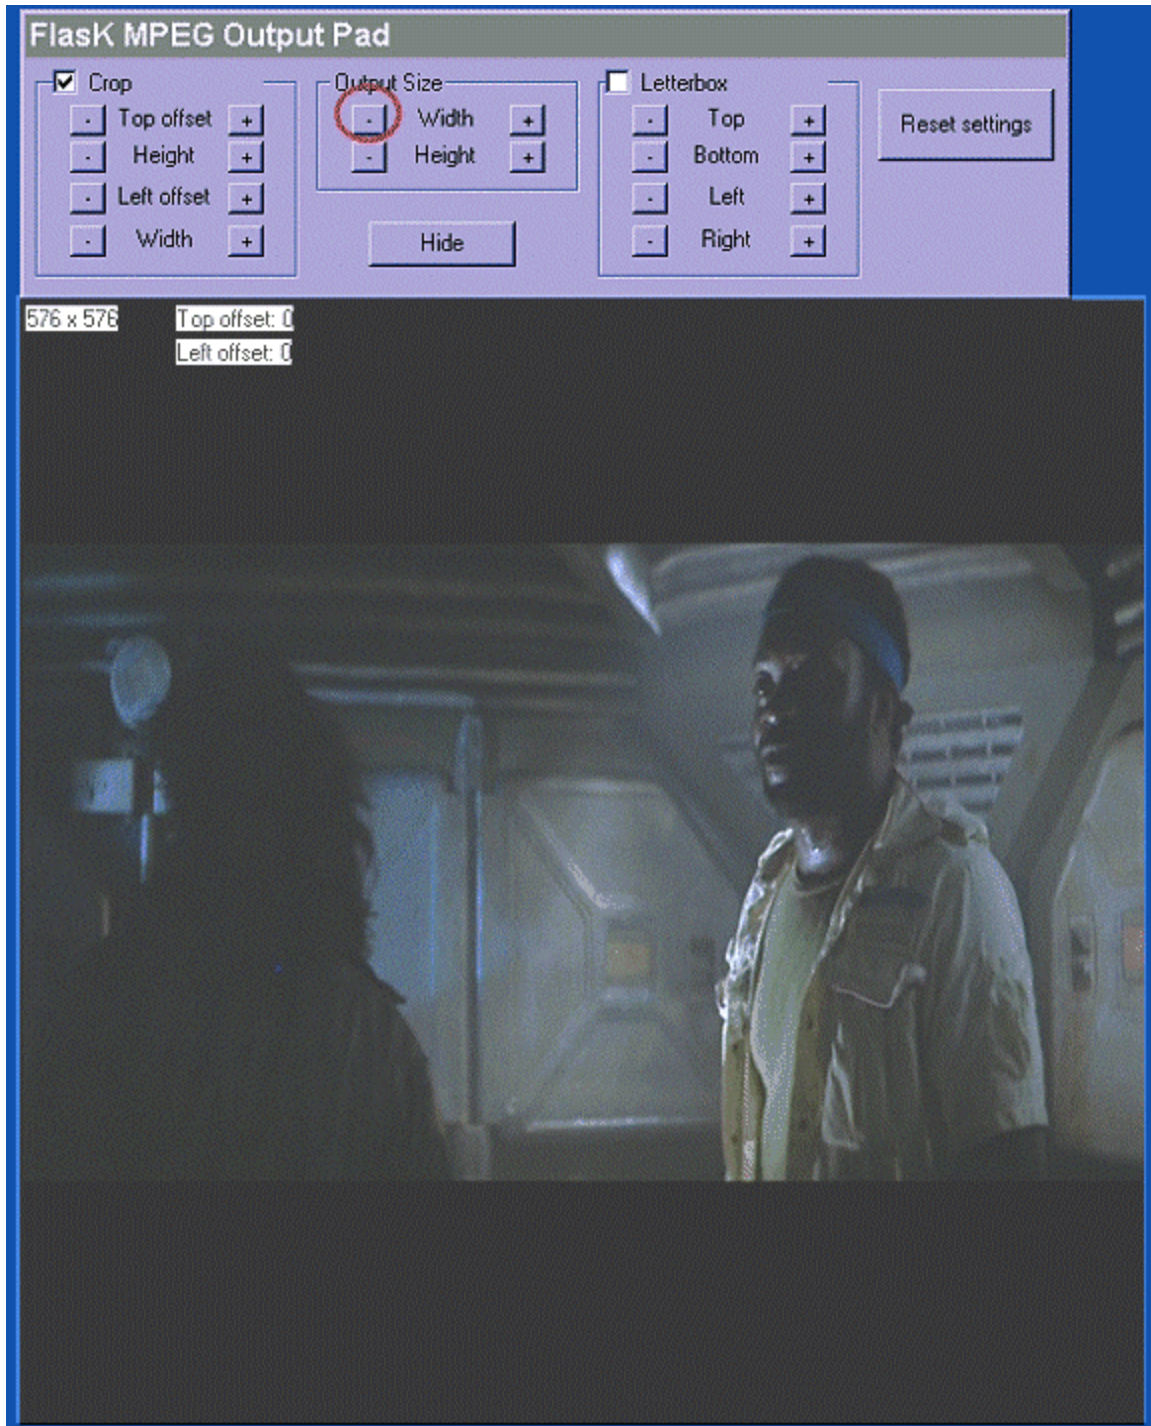 FlasK MPEG Output Pad
Crop
- Top offset +
- Height +
- Left offset +
- Width +
Output Size
- Width +
- Height +
Hide
Letterbox
- Top +
- Bottom +
- Left +
- Right +
Reset settings
576 x 576
Top offset: 0
Left offset: 0